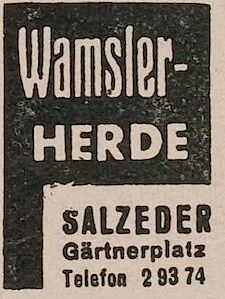 Wamsler-
HERDE
SALZEDER
Gärtnerplatz
Telefon 2 93 74